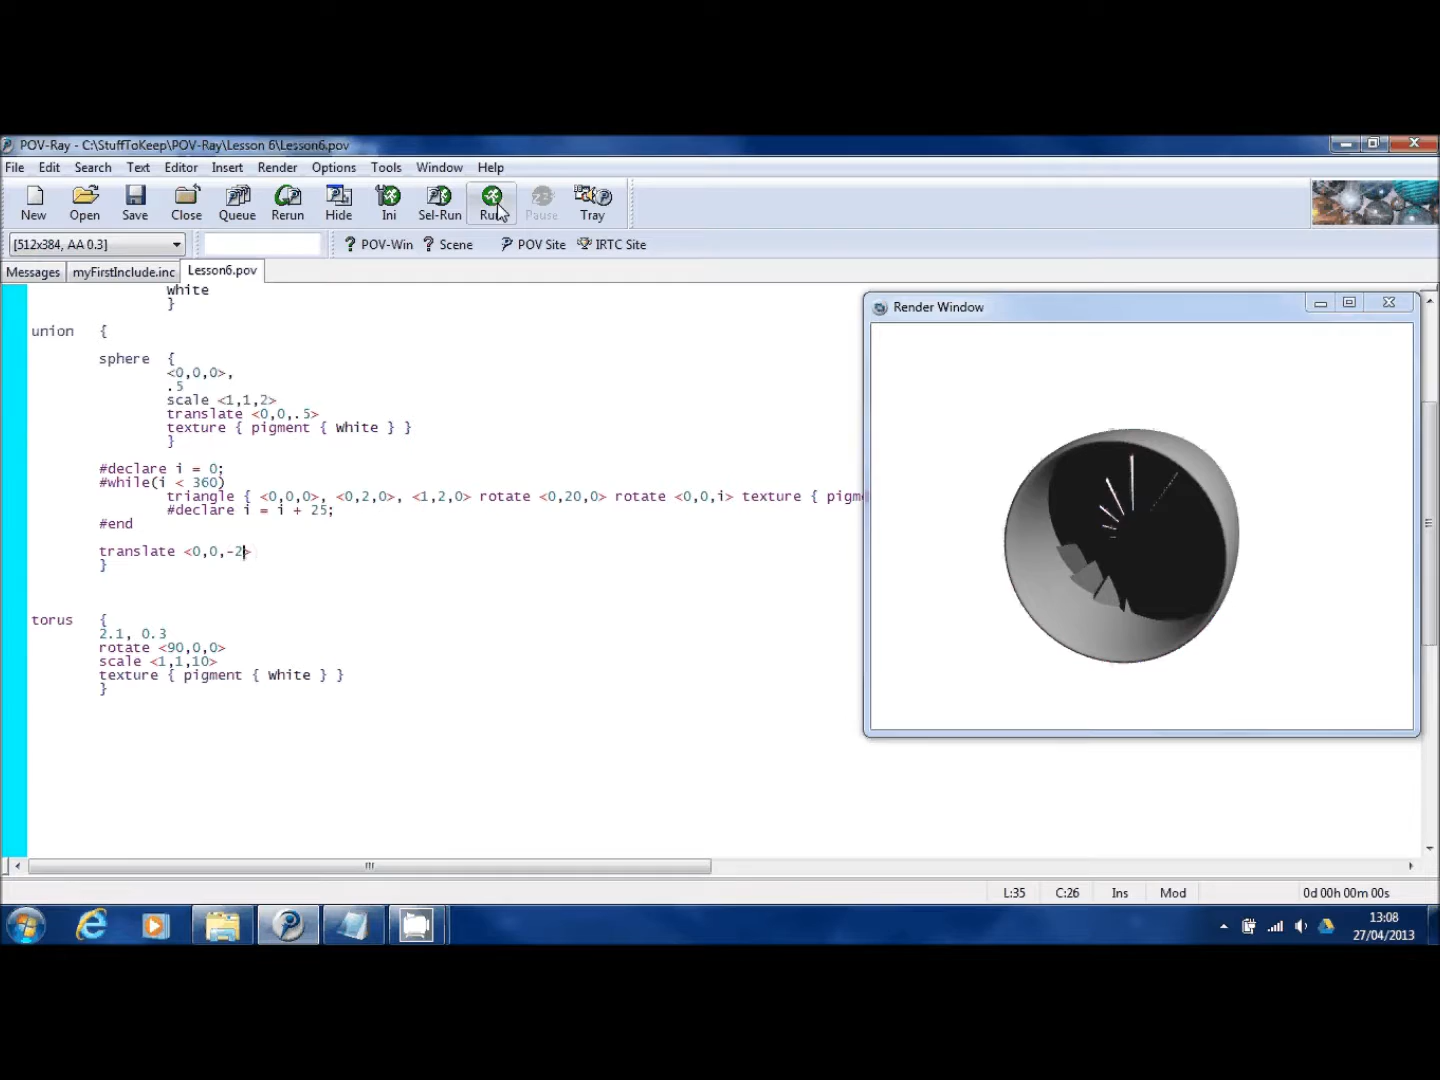 POV-Ray - C:\StuffToKeep\POV-Ray\Lesson 6\Lesson6.pov
File Edit Search Text Editor Insert Render Options Tools Window Help
New Open Save Close Queue Rerun Hide Ini Sel-Run Run Pause Tray
[512x384, AA 0.3] ? POV-Win ? Scene POV Site IRTC Site
Messages myFirstInclude.inc Lesson6.pov
White
}
union {
sphere {
<0,0,0>,
.5
scale <1,1,2>
translate <0,0,.5>
texture { pigment { White } }
}
#declare i = 0;
#while(i < 360)
triangle { <0,0,0>, <0,2,0>, <1,2,0> rotate <0,20,0> rotate <0,0,i> texture { pigme
#declare i = i + 25;
#end
translate <0,0,-2>
}
torus {
2.1, 0.3
rotate <90,0,0>
scale <1,1,10>
texture { pigment { White } }
}
Render Window
L:35 C:26 Ins Mod 0d 00h 00m 00s
13:08
27/04/2013